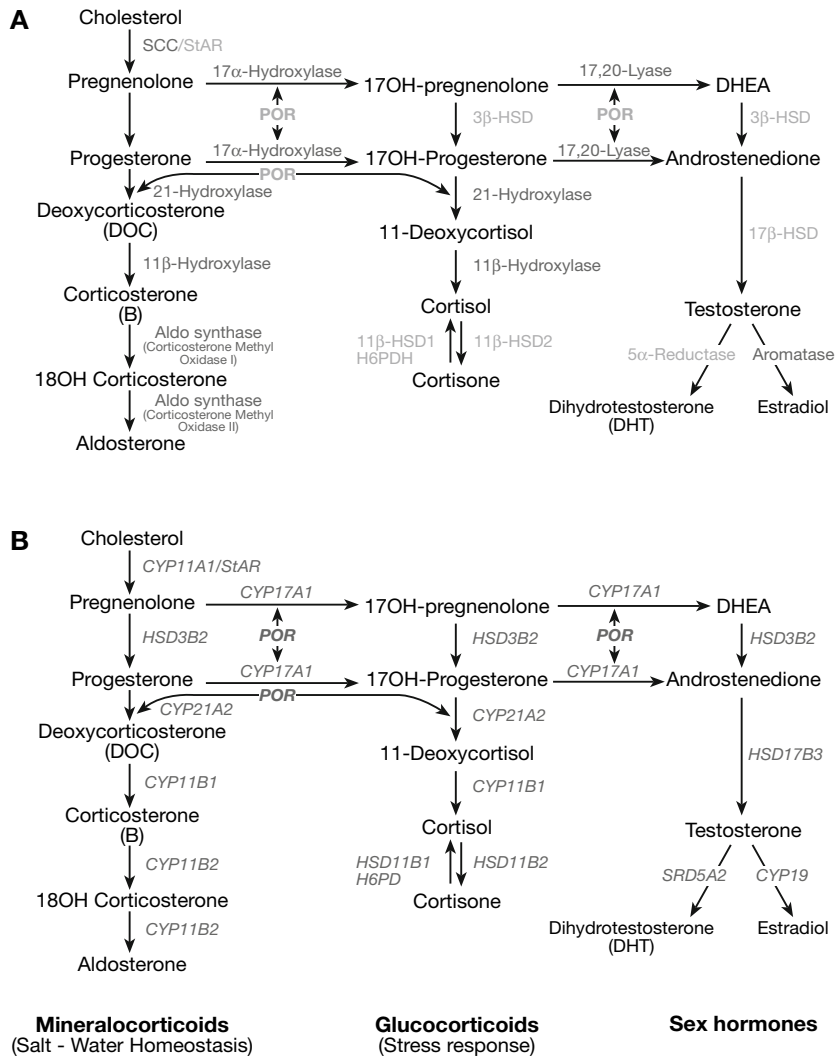 A
Cholesterol
SCC/StAR
Pregnenolone
17α-Hydroxylase
17OH-pregnenolone
17,20-Lyase
DHEA
POR
3β-HSD
POR
3β-HSD
Progesterone
17α-Hydroxylase
17OH-Progesterone
17,20-Lyase
Androstenedione
POR
21-Hydroxylase
21-Hydroxylase
Deoxycorticosterone
(DOC)
11-Deoxycortisol
17β-HSD
11β-Hydroxylase
11β-Hydroxylase
Corticosterone
(B)
Cortisol
Testosterone
Aldo synthase
(Corticosterone Methyl
Oxidase I)
11β-HSD1
H6PDH
11β-HSD2
5α-Reductase
Aromatase
18OH Corticosterone
Cortisone
Aldo synthase
(Corticosterone Methyl
Oxidase II)
Dihydrotestosterone
(DHT)
Estradiol
Aldosterone
B
Cholesterol
CYP11A1/StAR
Pregnenolone
CYP17A1
17OH-pregnenolone
CYP17A1
DHEA
HSD3B2
POR
HSD3B2
POR
HSD3B2
Progesterone
CYP17A1
17OH-Progesterone
CYP17A1
Androstenedione
POR
CYP21A2
CYP21A2
Deoxycorticosterone
(DOC)
11-Deoxycortisol
HSD17B3
CYP11B1
CYP11B1
Corticosterone
(B)
Cortisol
Testosterone
CYP11B2
HSD11B1
H6PD
HSD11B2
SRD5A2
CYP19
18OH Corticosterone
Cortisone
CYP11B2
Dihydrotestosterone
(DHT)
Estradiol
Aldosterone
Mineralocorticoids
(Salt - Water Homeostasis)
Glucocorticoids
(Stress response)
Sex hormones